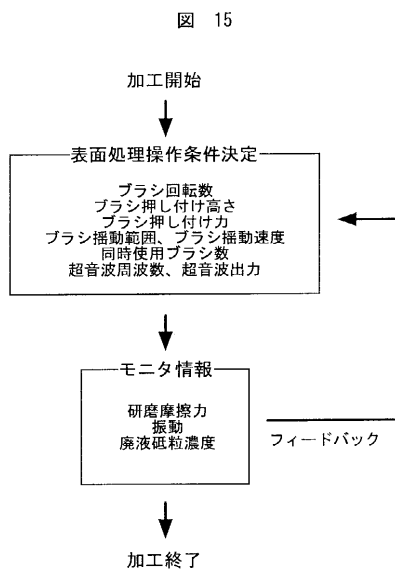 図 15
加工開始
表面処理操作条件決定
ブラシ回転数
ブラシ押し付け高さ
ブラシ押し付け力
ブラシ揺動範囲、ブラシ揺動速度
同時使用ブラシ数
超音波周波数、超音波出力
モニタ情報
研磨摩擦力
振動
廃液砥粒濃度
フィードバック
加工終了